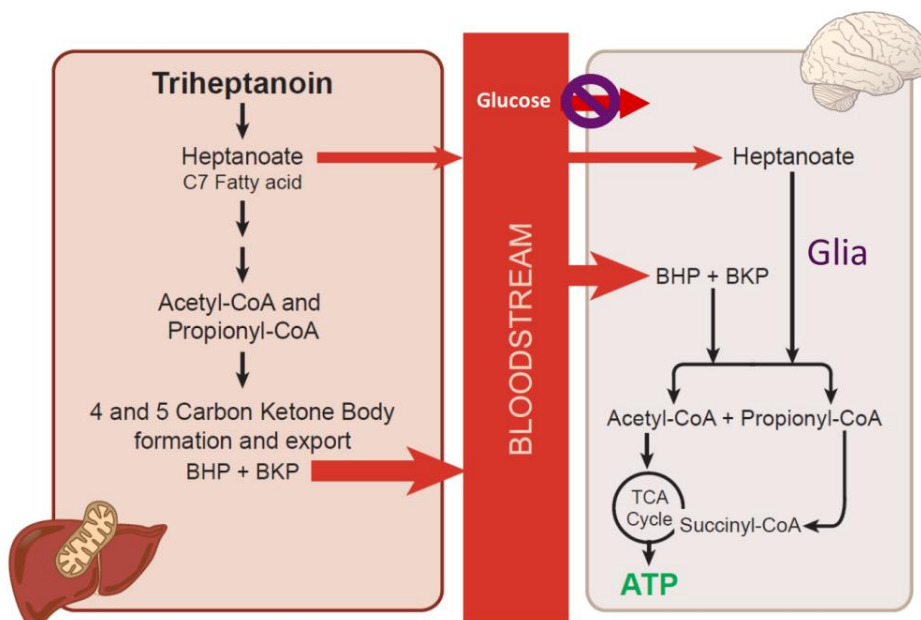 Triheptanoin
Heptanoate
C7 Fatty acid
Acetyl-CoA and
Propionyl-CoA
4 and 5 Carbon Ketone Body
formation and export
BHP + BKP
Glucose
BLOODSTREAM
Heptanoate
Glia
BHP + BKP
Acetyl-CoA + Propionyl-CoA
TCA
Cycle
Succinyl-CoA
ATP